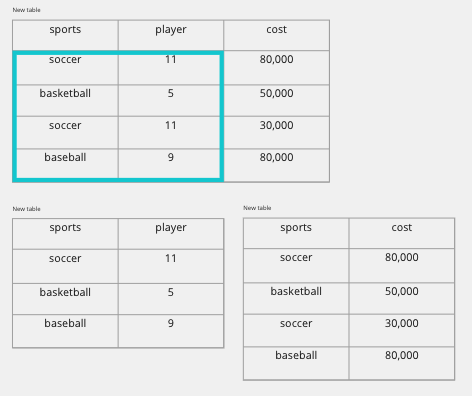 New table
sports player cost
soccer 11 80,000
basketball 5 50,000
soccer 11 30,000
baseball 9 80,000
New table
sports player
soccer 11
basketball 5
baseball 9
New table
sports cost
soccer 80,000
basketball 50,000
soccer 30,000
baseball 80,000